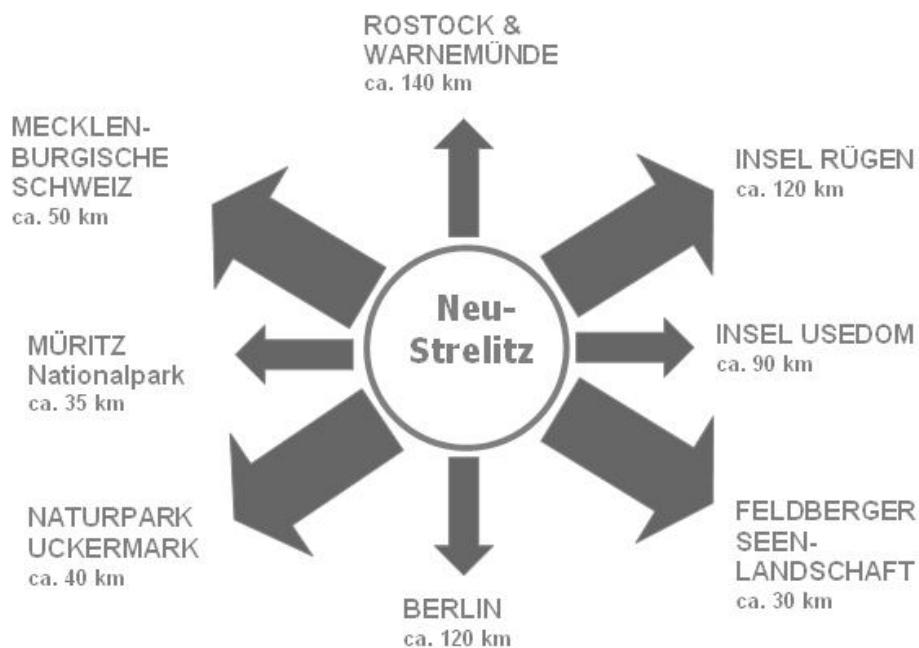 ROSTOCK &
WARNEMÜNDE
ca. 140 km
MECKLEN-
BURGISCHE
SCHWEIZ
ca. 50 km
INSEL RÜGEN
ca. 120 km
Neu-
Strelitz
MÜRITZ
Nationalpark
ca. 35 km
INSEL USEDOM
ca. 90 km
NATURPARK
UCKERMARK
ca. 40 km
FELDBERGER
SEEN-
LANDSCHAFT
ca. 30 km
BERLIN
ca. 120 km